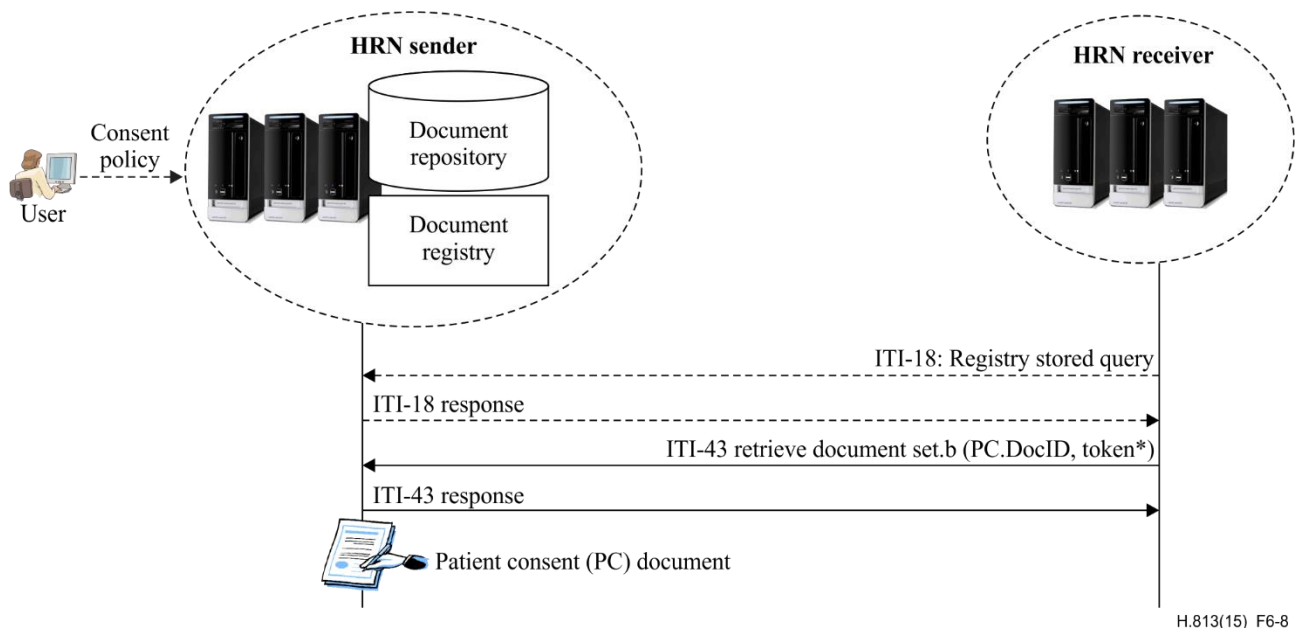 HRN sender
HRN receiver
Document
repository
Consent
policy
User
Document
registry
ITI-18: Registry stored query
ITI-18 response
ITI-43 retrieve document set.b (PC.DocID, token*)
ITI-43 response
Patient consent (PC) document
H.813(15)_F6-8